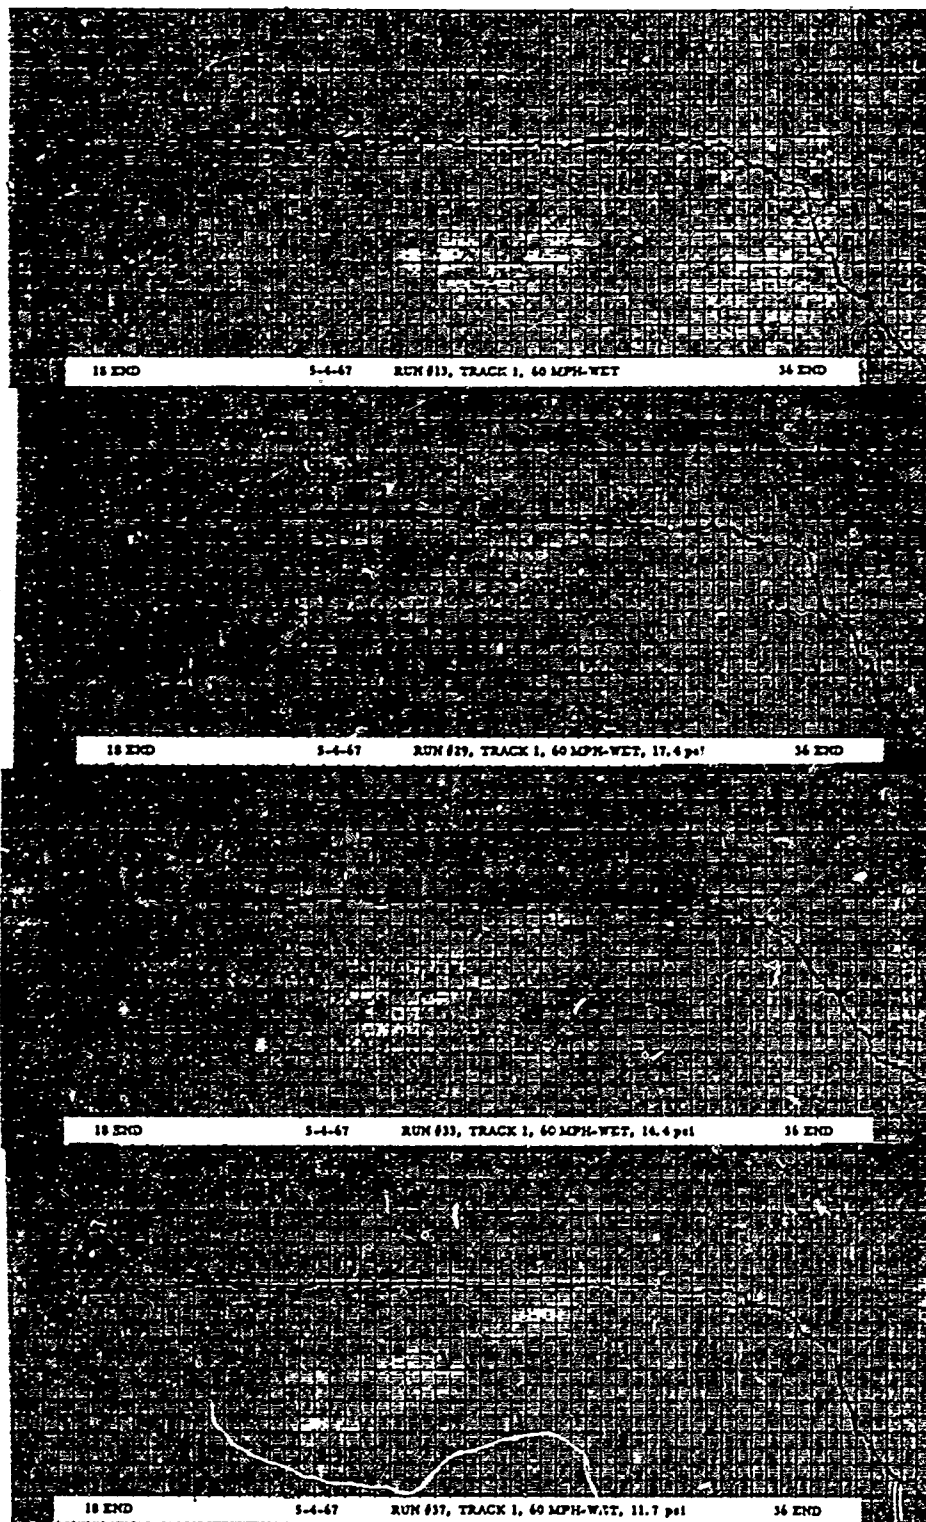 18 END 5-4-67 RUN #13, TRACK 1, 60 MPH-WET 36 END
18 END 5-4-67 RUN #29, TRACK 1, 60 MPH-WET, 17.4 psi 36 END
18 END 5-4-67 RUN #33, TRACK 1, 60 MPH-WET, 14.4 psi 36 END
18 END 5-4-67 RUN #37, TRACK 1, 60 MPH-WET, 11.7 psi 36 END